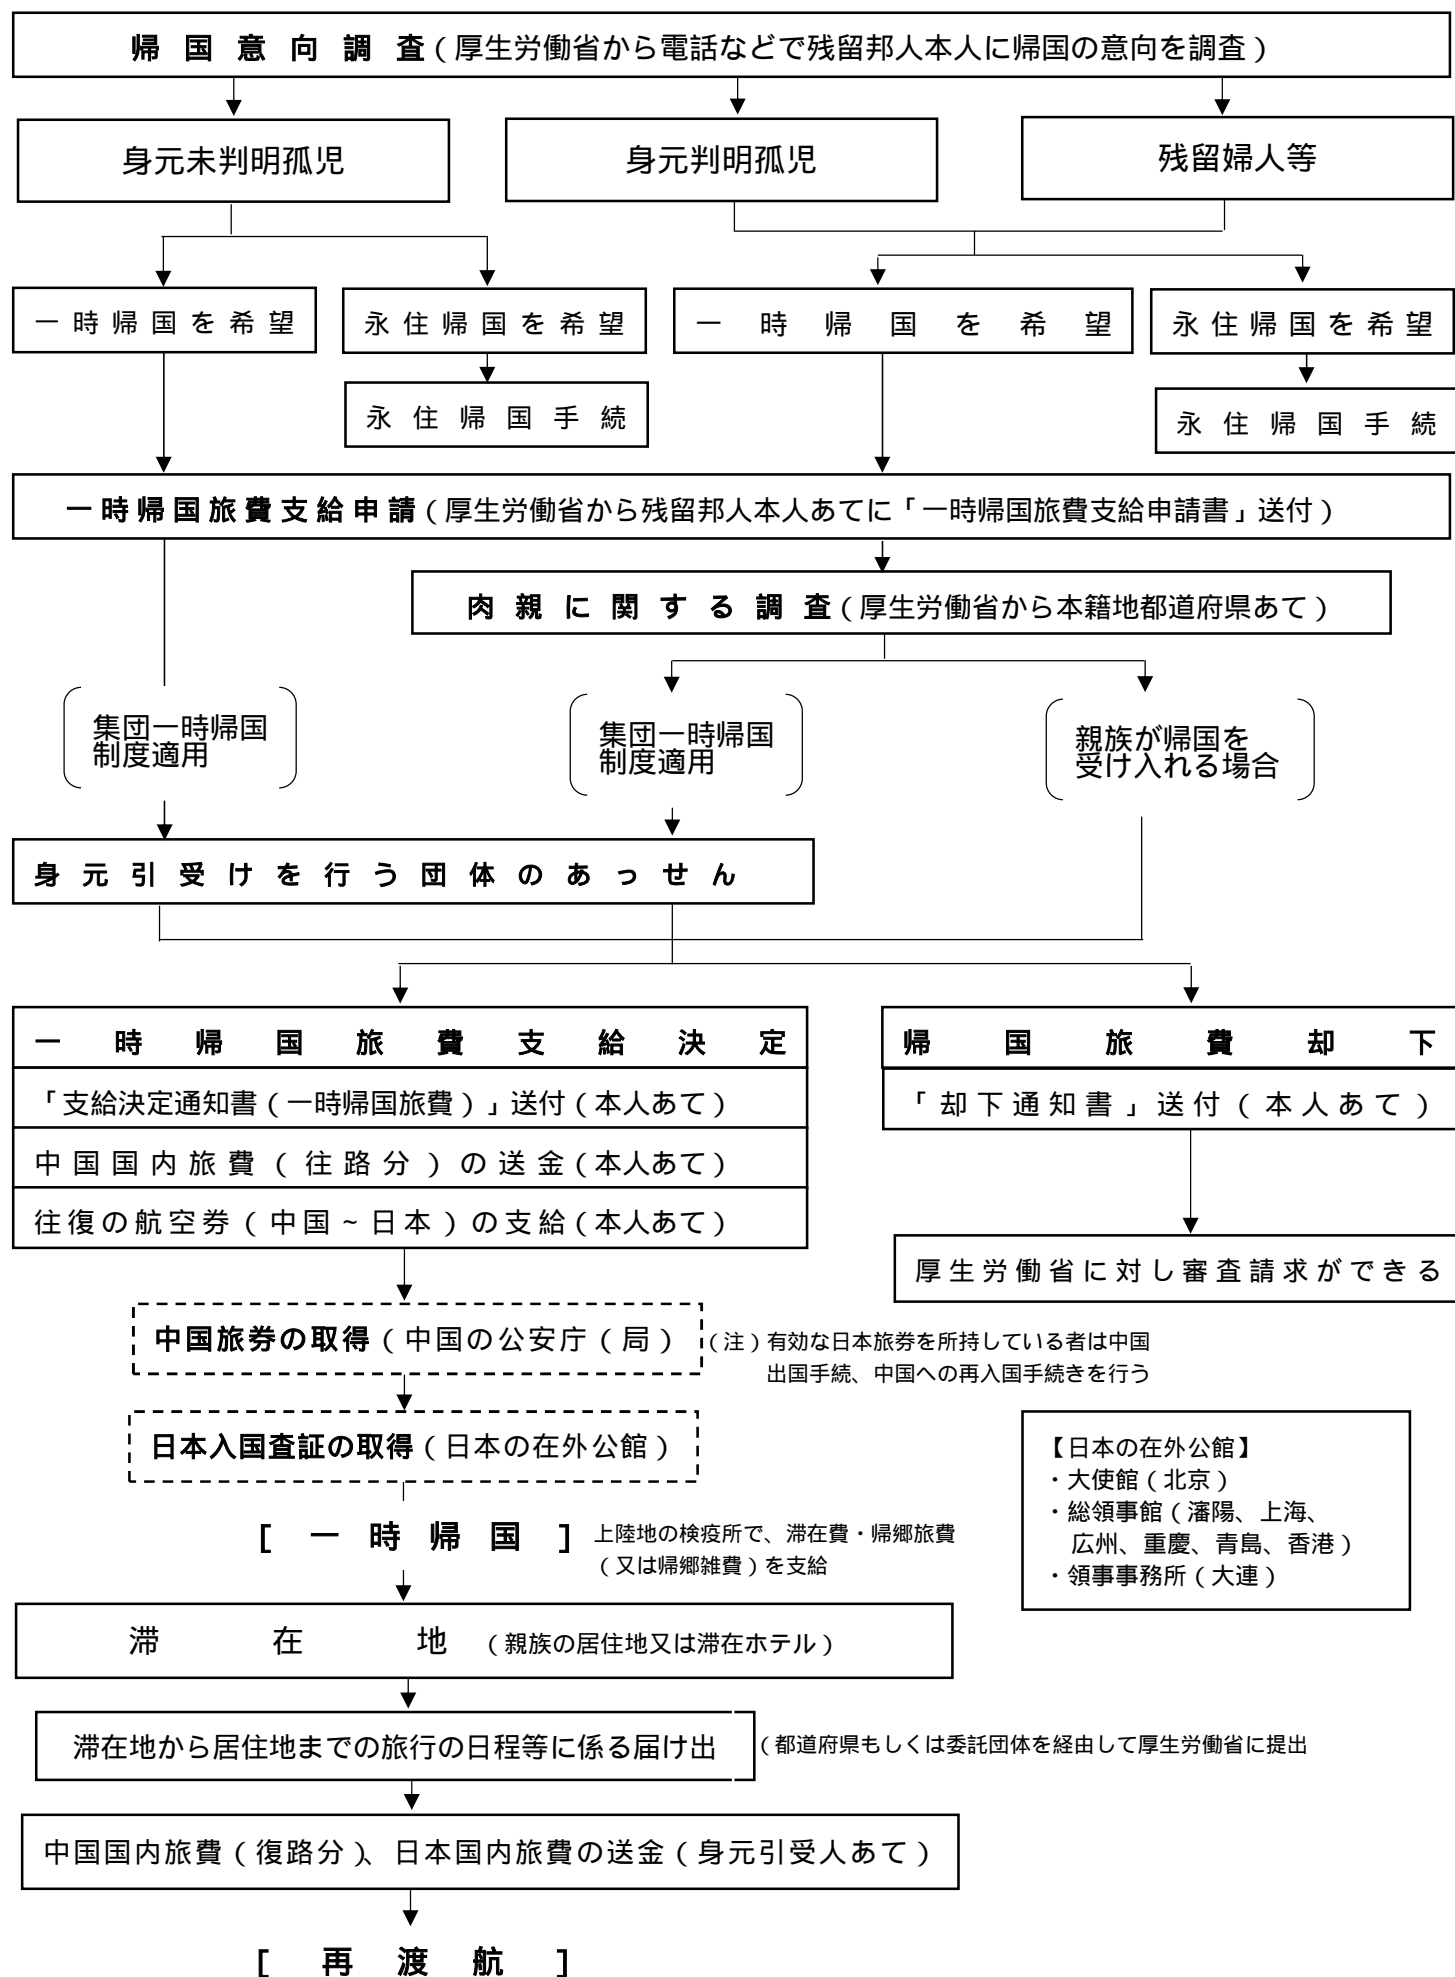 帰国意向調査(厚生労働省から電話などで残留邦人本人に帰国の意向を調査)
身元未判明孤児
身元判明孤児
残留婦人等
一時帰国を希望
永住帰国を希望
一時帰国を希望
永住帰国を希望
永住帰国手続
永住帰国手続
一時帰国旅費支給申請(厚生労働省から残留邦人本人あてに「一時帰国旅費支給申請書」送付)
肉親に関する調査(厚生労働省から本籍地都道府県あて)
集団一時帰国
制度適用
集団一時帰国
制度適用
親族が帰国を
受け入れる場合
身元引受けを行う団体のあっせん
一時帰国旅費支給決定
「支給決定通知書(一時帰国旅費)」送付(本人あて)
中国国内旅費(往路分)の送金(本人あて)
往復の航空券(中国~日本)の支給(本人あて)
帰国旅費却下
「却下通知書」送付(本人あて)
厚生労働省に対し審査請求ができる
中国旅券の取得(中国の公安庁(局)
(注)有効な日本旅券を所持している者は中国
出国手続、中国への再入国手続きを行う
日本入国査証の取得(日本の在外公館)
【日本の在外公館】
・大使館(北京)
・総領事館(瀋陽、上海、
広州、重慶、青島、香港)
・領事事務所(大連)
[一時帰国]
上陸地の検疫所で、滞在費・帰郷旅費
(又は帰郷雑費)を支給
滞在地(親族の居住地又は滞在ホテル)
滞在地から居住地までの旅行の日程等に係る届け出
(都道府県もしくは委託団体を経由して厚生労働省に提出
中国国内旅費(復路分)、日本国内旅費の送金(身元引受人あて)
[再渡航]